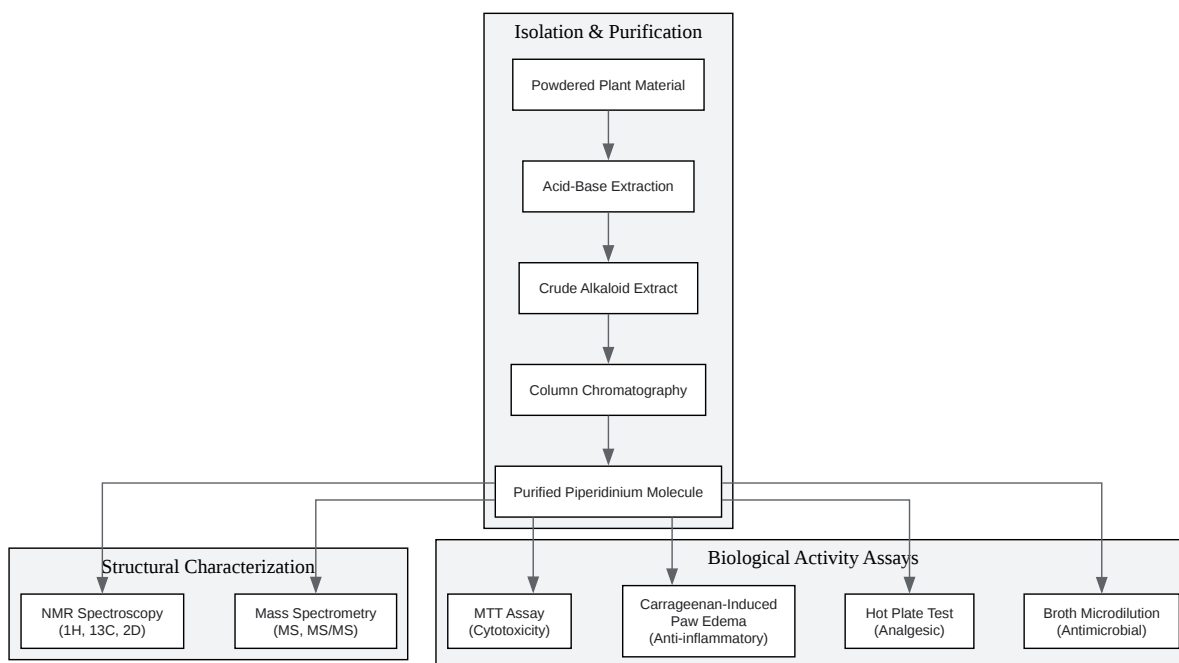 Isolation & Purification
Powdered Plant Material
Acid-Base Extraction
Crude Alkaloid Extract
Column Chromatography
Purified Piperidinium Molecule
Structural Characterization
NMR Spectroscopy
(1H, 13C, 2D)
Mass Spectrometry
(MS, MS/MS)
Biological Activity Assays
MTT Assay
(Cytotoxicity)
Carrageenan-Induced
Paw Edema
(Anti-inflammatory)
Hot Plate Test
(Analgesic)
Broth Microdilution
(Antimicrobial)